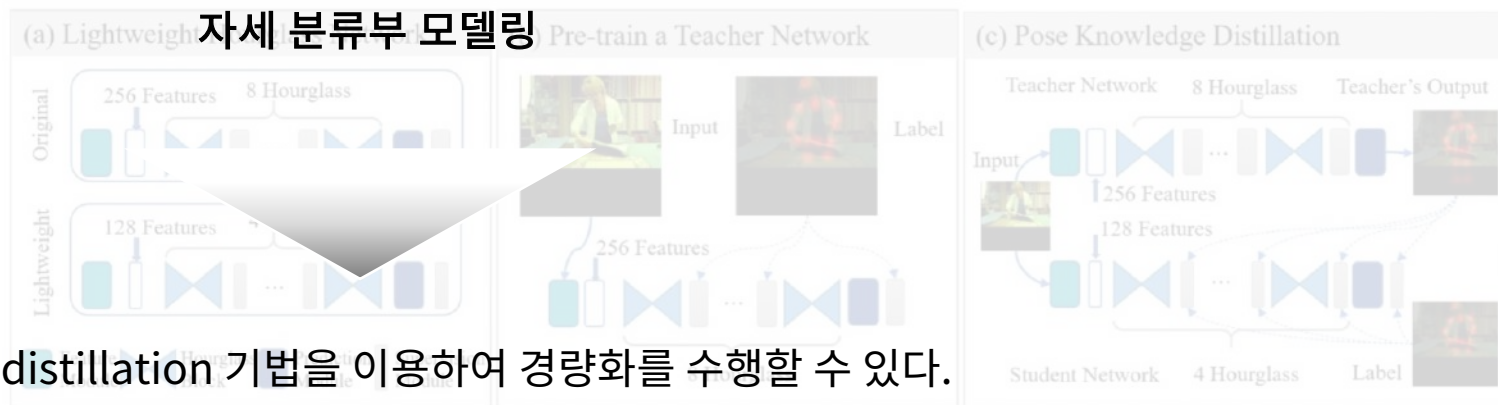 자세 분류부 모델링
(a) Lightweight
Pre-train a Teacher Network
(c) Pose Knowledge Distillation
Original
256 Features
8 Hourglass
Input
Label
Teacher Network
8 Hourglass
Teacher's Output
Input
256 Features
128 Features
Lightweight
128 Features
256 Features
...
...
...
...
distillation 기법을 이용하여 경량화를 수행할 수 있다.
Student Network
4 Hourglass
Label